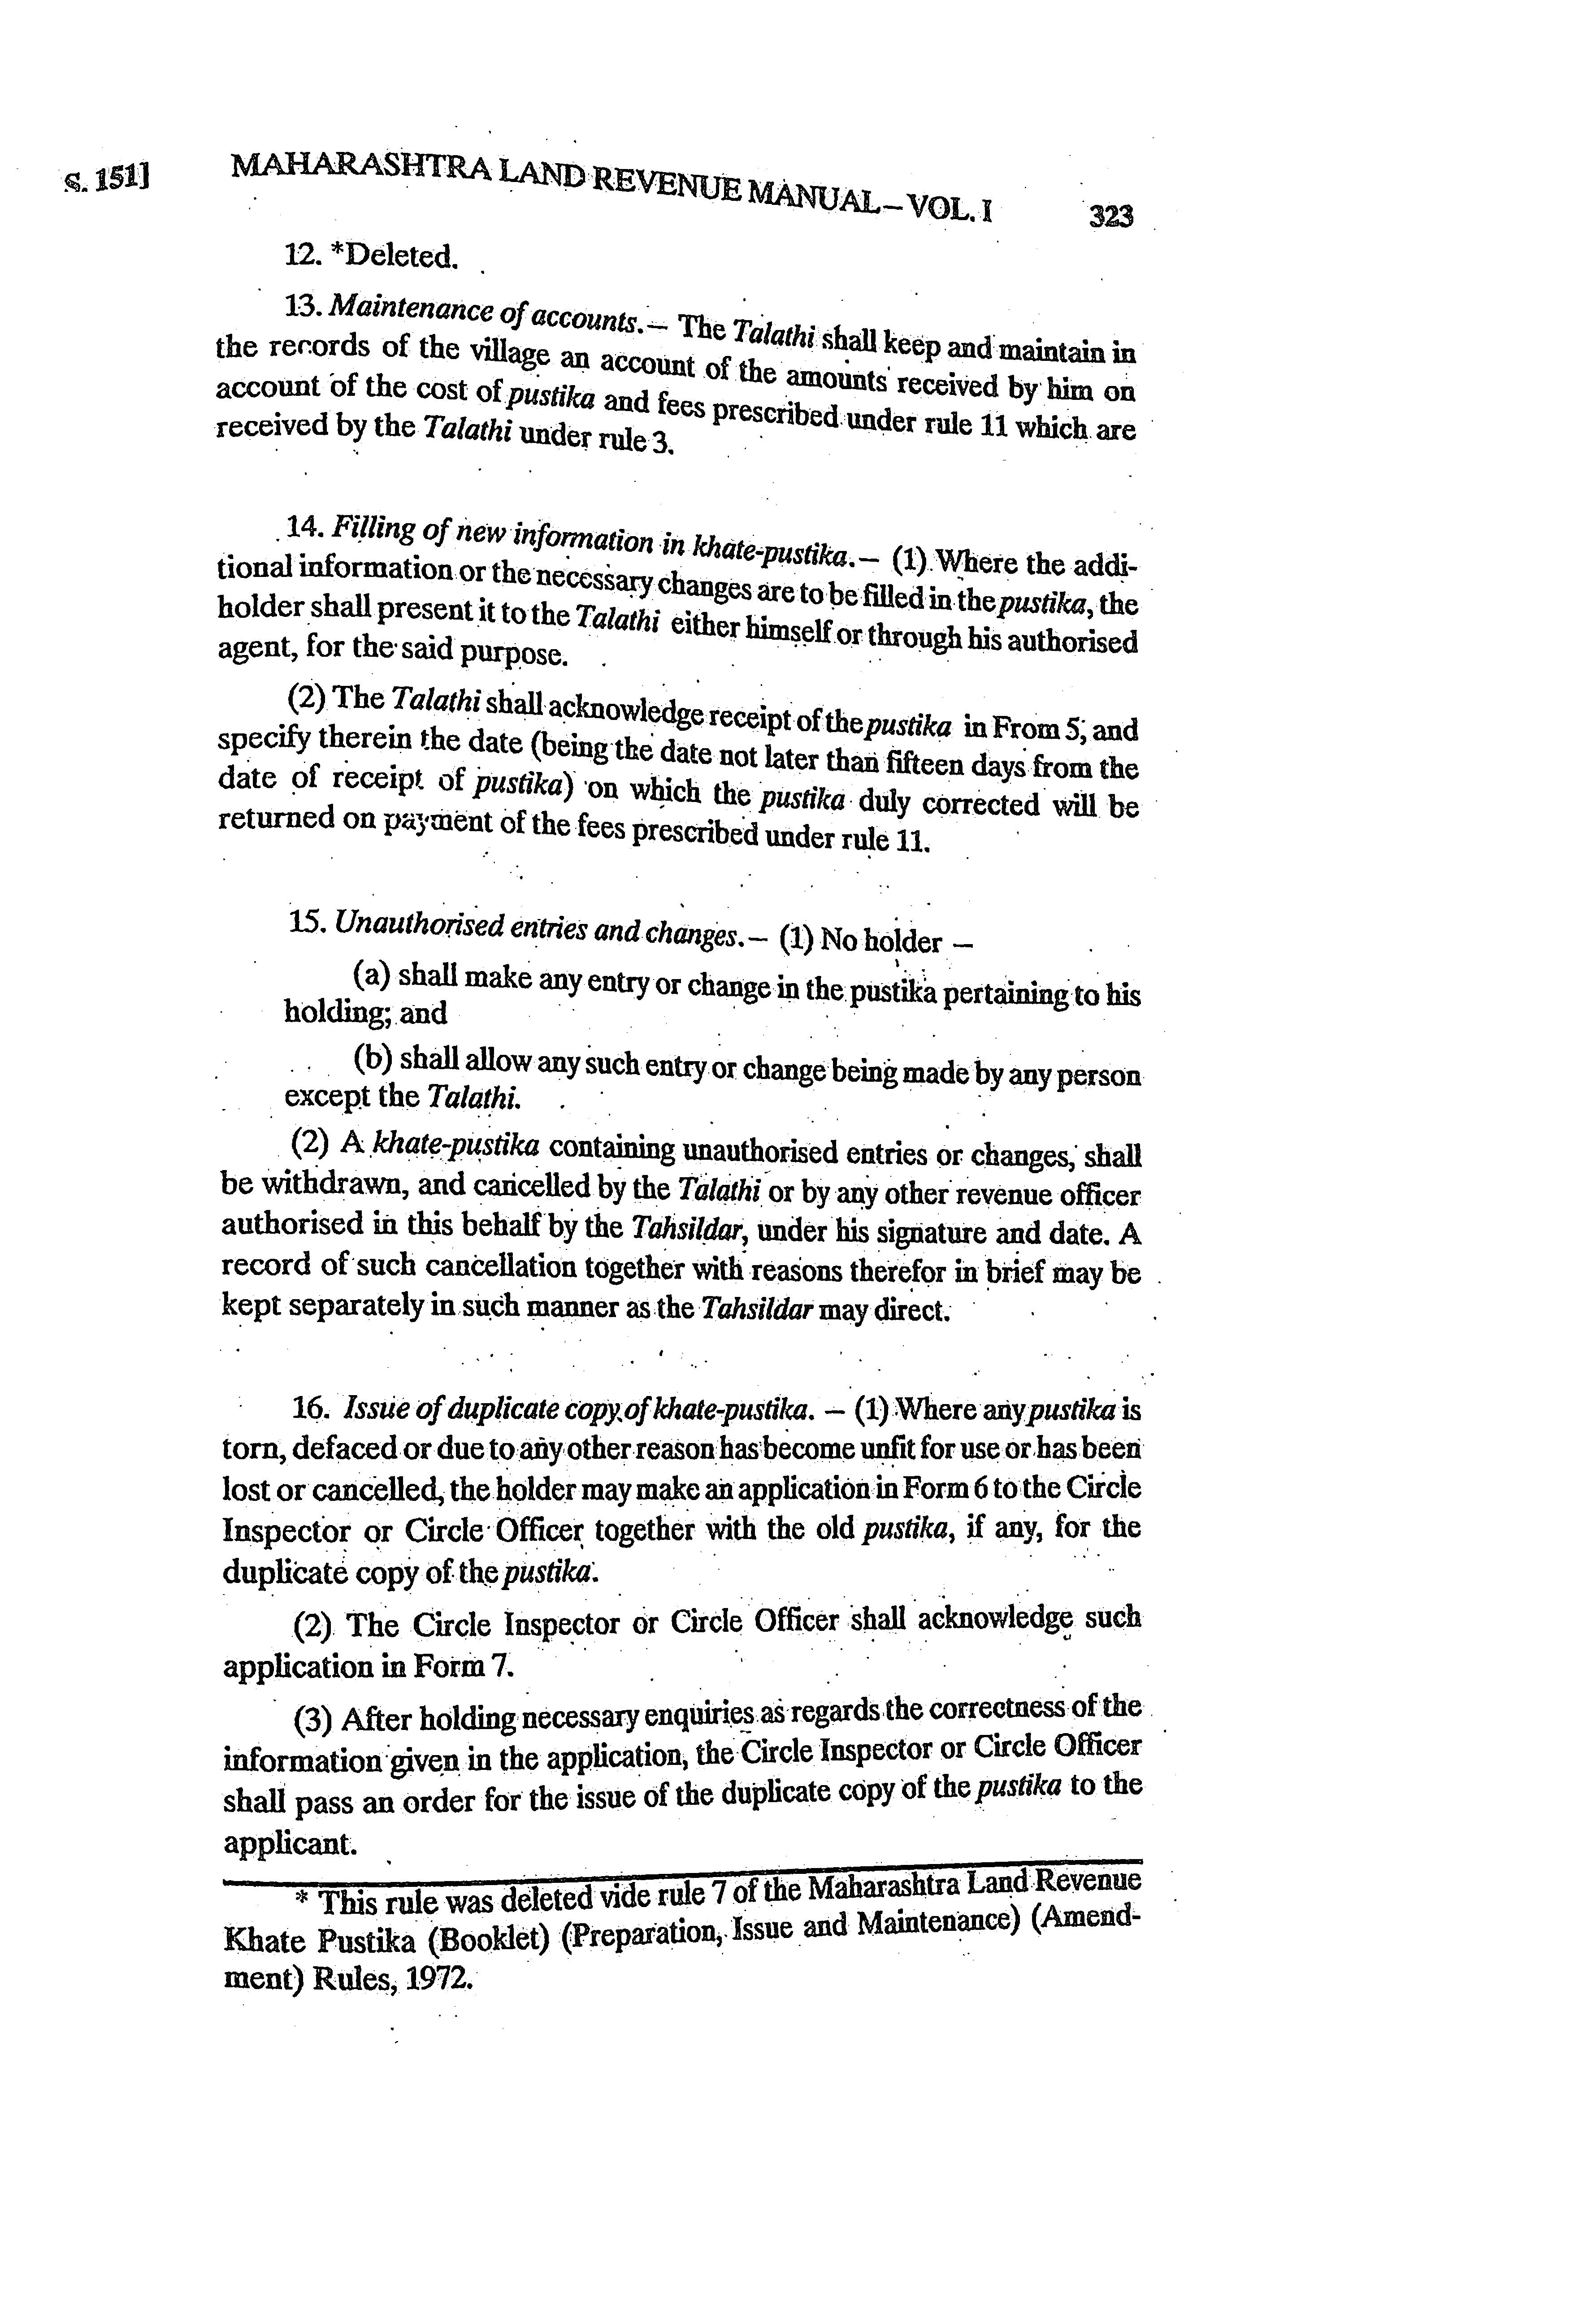 S. 151] MAHARASHTRA LAND REVENUE MANUAL – VOL. I 323
12. *Deleted.
13. Maintenance of accounts. – The Talathi shall keep and maintain in
the records of the village an account of the amounts received by him on
account of the cost of pustika and fees prescribed under rule 11 which are
received by the Talathi under rule 3.
14. Filling of new information in khate-pustika. – (1) Where the addi-
tional information or the necessary changes are to be filled in the pustika, the
holder shall present it to the Talathi either himself or through his authorised
agent, for the said purpose.
(2) The Talathi shall acknowledge receipt of the pustika in From 5, and
specify therein the date (being the date not later than fifteen days from the
date of receipt of pustika) on which the pustika duly corrected will be
returned on payment of the fees prescribed under rule 11.
15. Unauthorised entries and changes. – (1) No holder –
(a) shall make any entry or change in the pustika pertaining to his
holding; and
(b) shall allow any such entry or change being made by any person
except the Talathi.
(2) A khate-pustika containing unauthorised entries or changes, shall
be withdrawn, and cancelled by the Talathi or by any other revenue officer
authorised in this behalf by the Tahsildar, under his signature and date. A
record of such cancellation together with reasons therefor in brief may be
kept separately in such manner as the Tahsildar may direct.
16. Issue of duplicate copy of khate-pustika. – (1) Where any pustika is
torn, defaced or due to any other reason has become unfit for use or has been
lost or cancelled, the holder may make an application in Form 6 to the Circle
Inspector or Circle Officer together with the old pustika, if any, for the
duplicate copy of the pustika.
(2) The Circle Inspector or Circle Officer shall acknowledge such
application in Form 7.
(3) After holding necessary enquiries as regards the correctness of the
information given in the application, the Circle Inspector or Circle Officer
shall pass an order for the issue of the duplicate copy of the pustika to the
applicant.
* This rule was deleted vide rule 7 of the Maharashtra Land Revenue
Khate Pustika (Booklet) (Preparation, Issue and Maintenance) (Amend-
ment) Rules, 1972.